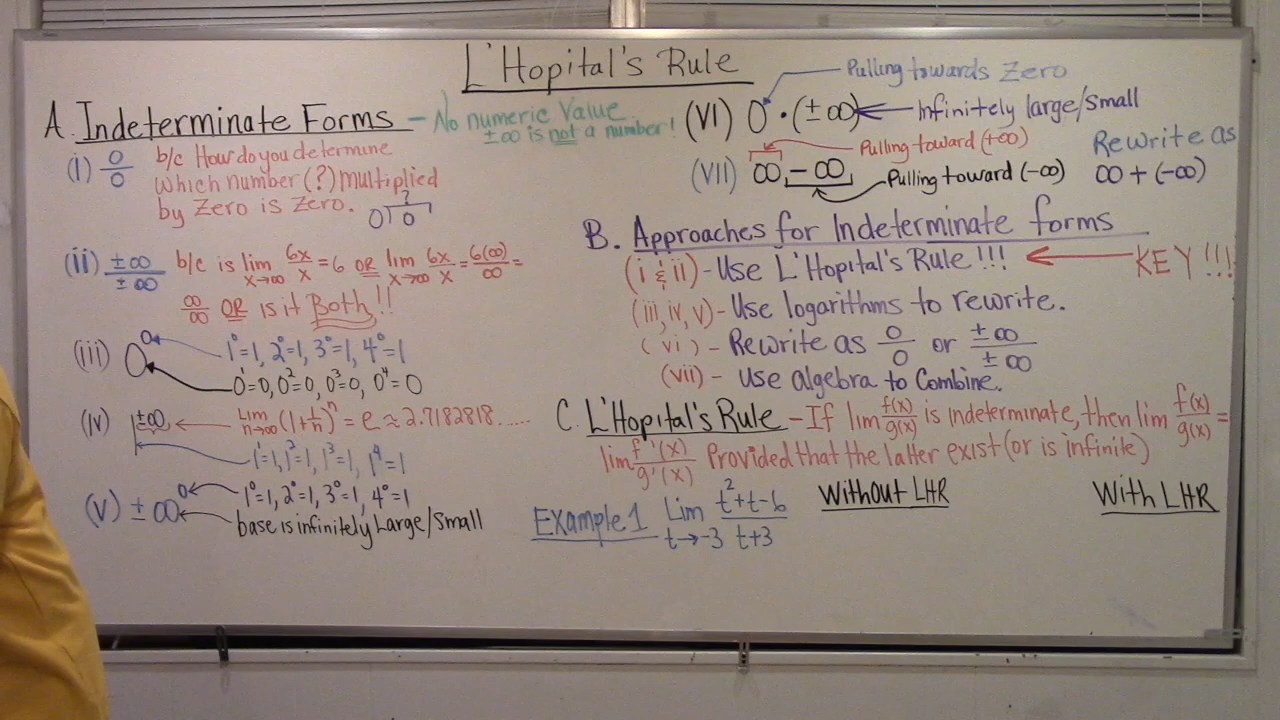 L'Hopital's Rule
A. Indeterminate Forms – No numeric Value
±∞ is not a number!
(i) 0/0 b/c How do you determine
which number (?) multiplied
by Zero is Zero. 0)0 ?
(ii) ±∞/±∞ b/c is lim x→∞ 6x/x = 6 OR lim x→∞ 6x/x = 6(∞)/∞ =
∞/∞ OR is it Both!!
(iii) 0⁰ 1⁰=1, 2⁰=1, 3⁰=1, 4⁰=1
0¹=0, 0²=0, 0³=0, 0⁴=0
(iv) 1^±∞ Lim n→∞ (1+1/n)ⁿ = e ≈ 2.7182818......
1¹=1, 1²=1, 1³=1, 1⁴=1
(v) ±∞⁰ 1⁰=1, 2⁰=1, 3⁰=1, 4⁰=1
base is infinitely Large/Small
Pulling towards Zero
(VI) 0·(±∞) Infinitely large/Small
Pulling toward (+∞) Rewrite as
(VII) ∞ – ∞ Pulling toward (-∞) ∞ + (-∞)
B. Approaches for Indeterminate forms
(i & ii) - Use L'Hopital's Rule!!! KEY!!!
(iii, iv, v) - Use logarithms to rewrite.
(vi) - Rewrite as 0/0 or ±∞/±∞
(vii) - Use algebra to Combine.
C. L'Hopital's Rule – If lim f(x)/g(x) is indeterminate, then lim f(x)/g(x) =
lim f'(x)/g'(x) Provided that the latter exist (or is infinite)
Example 1 Lim t→-3 t²+t-6/t+3 Without LHR With LHR